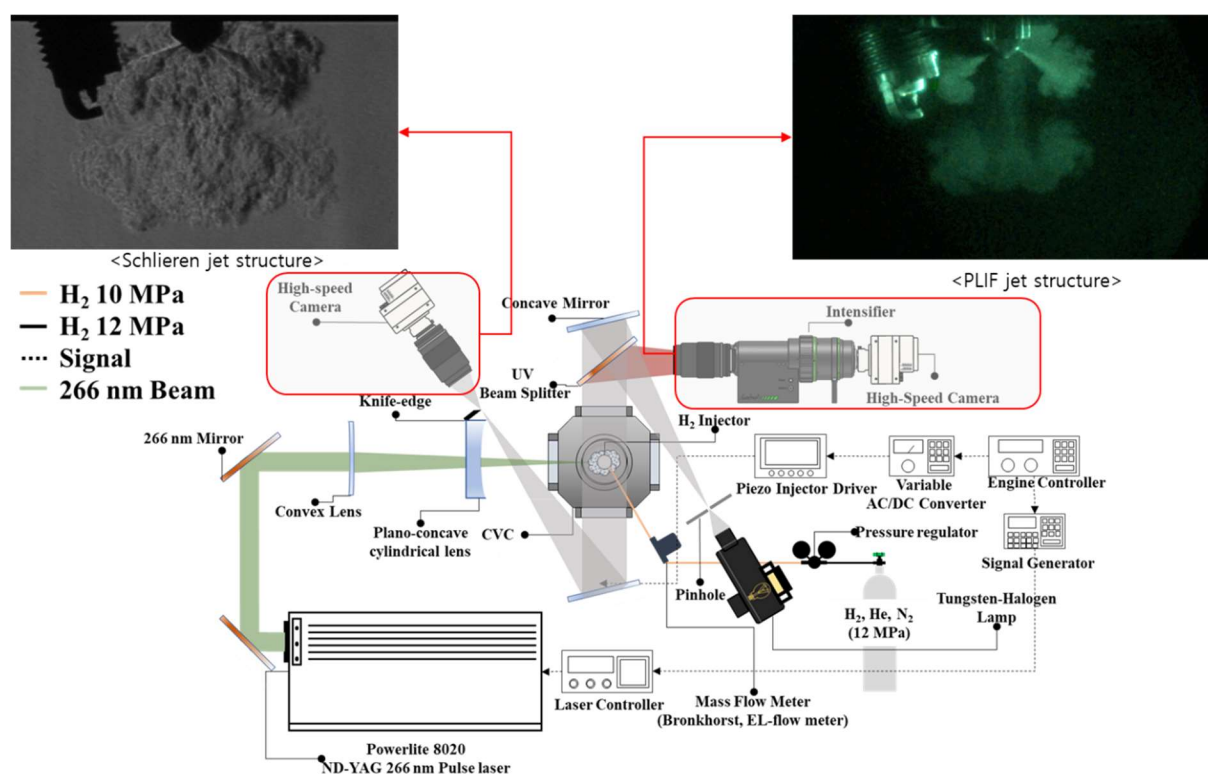 <Schlieren jet structure>
<PLIF jet structure>
H₂ 10 MPa
H₂ 12 MPa
Signal
266 nm Beam
High-speed
Camera
Concave Mirror
Intensifier
High-Speed Camera
UV
Beam Splitter
Knife-edge
H₂ Injector
266 nm Mirror
Convex Lens
Plano-concave
cylindrical lens
CVC
Piezo Injector Driver
Variable
AC/DC Converter
Engine Controller
Pressure regulator
Signal Generator
Pinhole
H₂, He, N₂
(12 MPa)
Tungsten-Halogen
Lamp
Laser Controller
Mass Flow Meter
(Bronkhorst, EL-flow meter)
Powerlite 8020
ND-YAG 266 nm Pulse laser